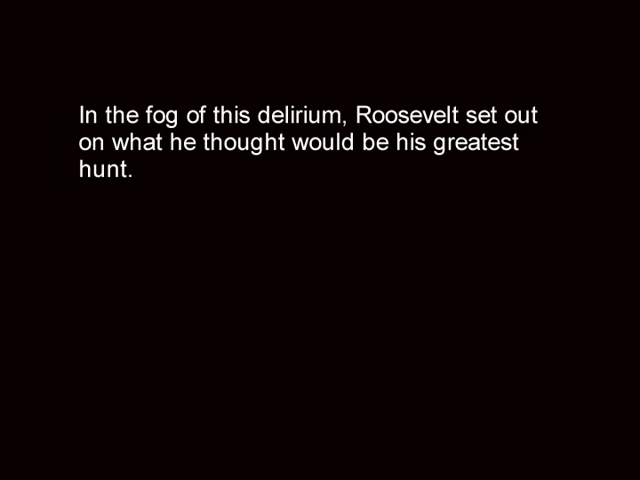 In the fog of this delirium, Roosevelt set out
on what he thought would be his greatest
hunt.